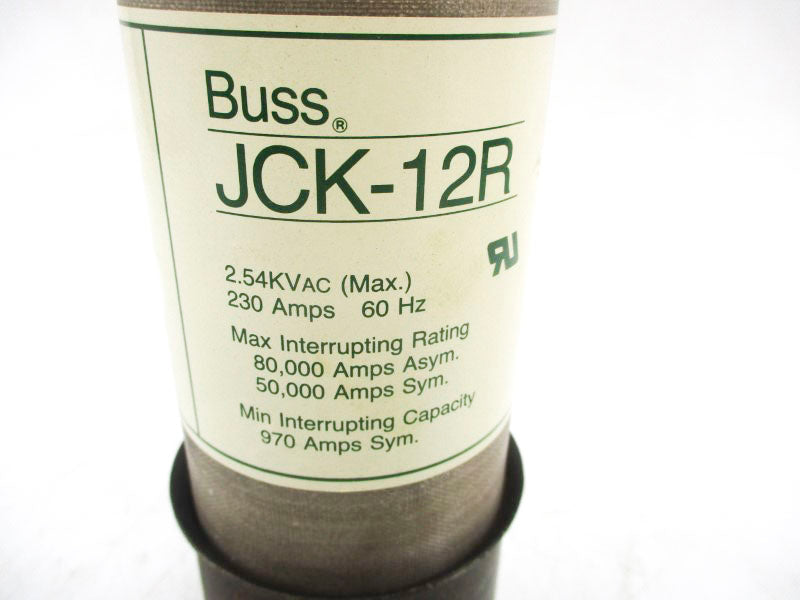 Buss®
JCK-12R
RU
2.54KVAC (Max.)
230 Amps 60 Hz
Max Interrupting Rating
80,000 Amps Asym.
50,000 Amps Sym.
Min Interrupting Capacity
970 Amps Sym.